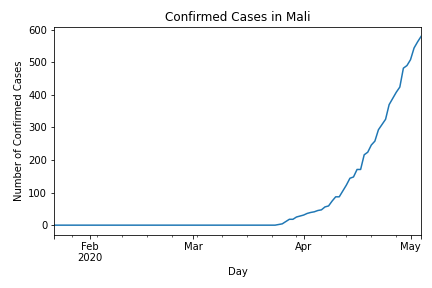 Confirmed Cases in Mali
600
500
400
300
200
100
0
Number of Confirmed Cases
Feb
2020
Mar
Apr
May
Day